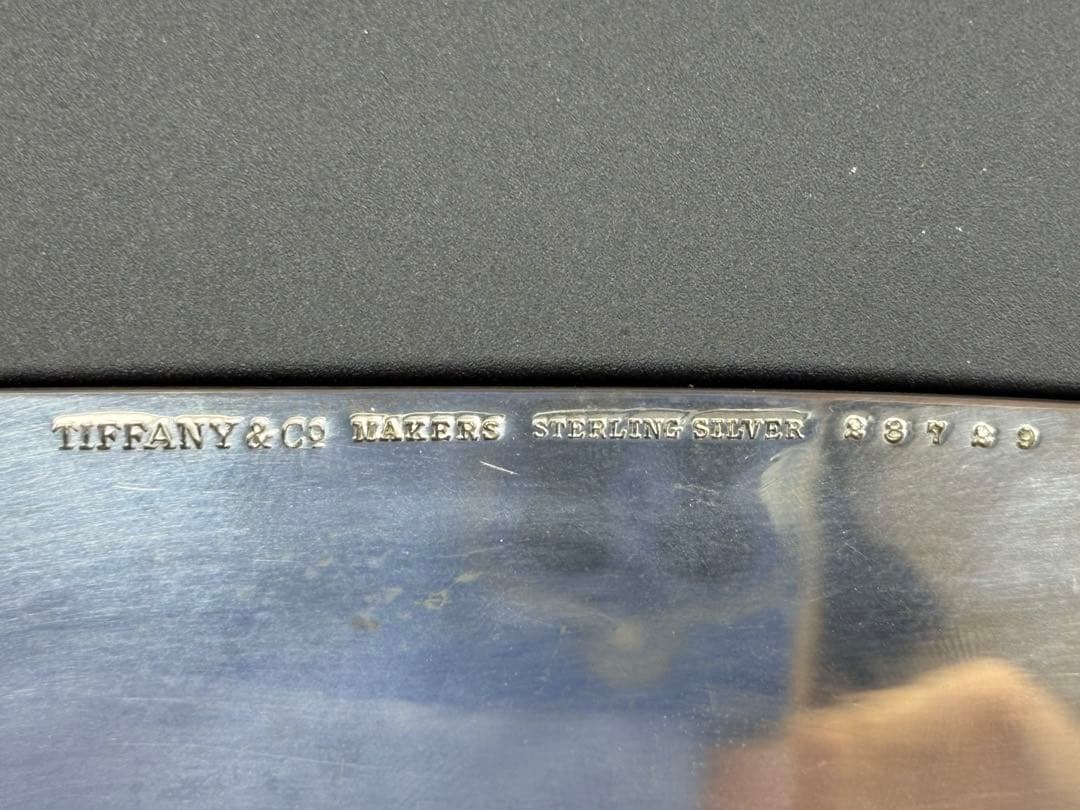 TIFFANY & Co MAKERS STERLING SILVER 23729